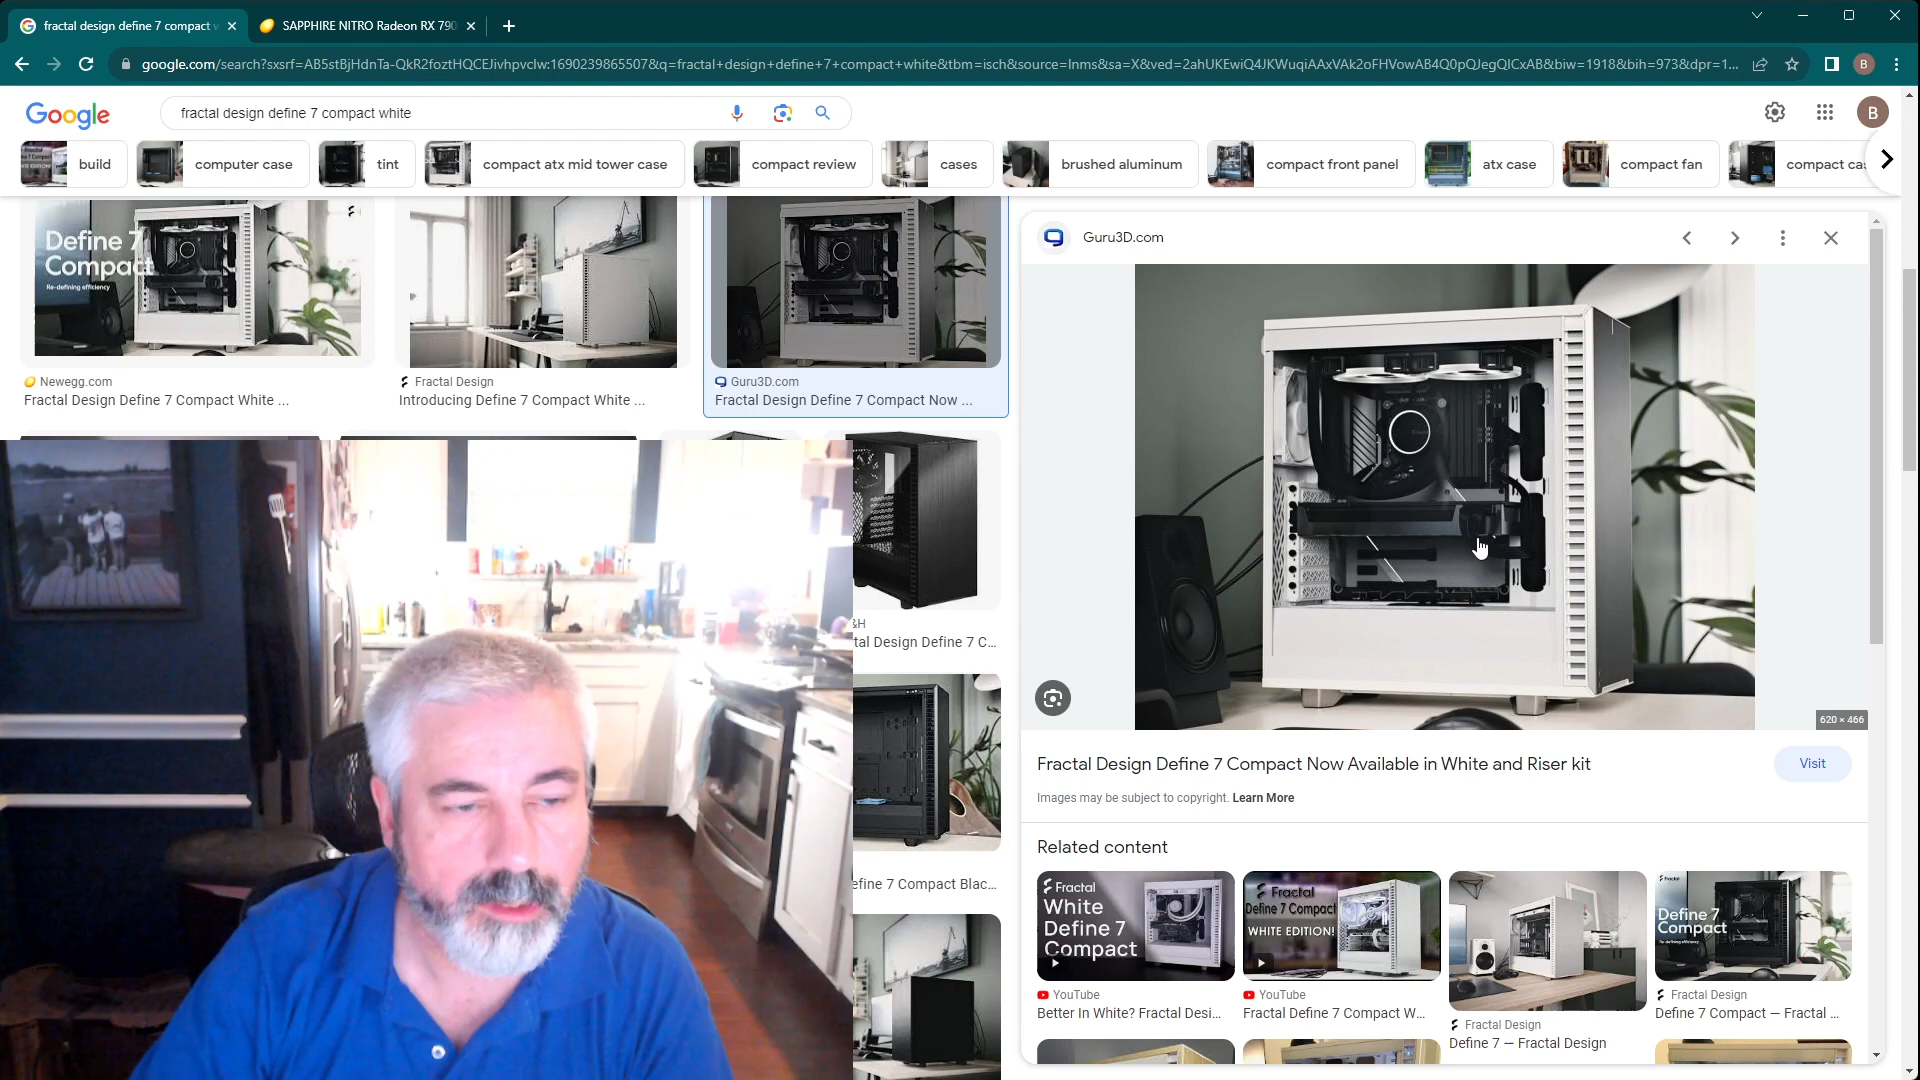 fractal design define 7 compact w
SAPPHIRE NITRO Radeon RX 790
google.com/search?sxsrf=AB5stBjHdnTa-QkR2foztHQCEJivhpvclw:1690239865507&q=fractal+design+define+7+compact+white&tbm=isch&source=lnms&sa=X&ved=2ahUKEwiQ4JKWuqiAAxVAk2oFHVowAB4Q0pQJegQICxAB&biw=1918&bih=973&dpr=1...
B
Google
fractal design define 7 compact white
B
build
computer case
tint
compact atx mid tower case
compact review
cases
brushed aluminum
compact front panel
atx case
compact fan
compact ca
Define 7
Compact
Re-defining efficiency
Newegg.com
Fractal Design Define 7 Compact White ...
Fractal Design
Introducing Define 7 Compact White ...
Guru3D.com
Fractal Design Define 7 Compact Now ...
&H
tal Design Define 7 C...
efine 7 Compact Blac...
Guru3D.com
620 × 466
Fractal Design Define 7 Compact Now Available in White and Riser kit
Visit
Images may be subject to copyright. Learn More
Related content
Fractal
White
Define 7
Compact
YouTube
Better In White? Fractal Desi...
Fractal
Define 7 Compact
WHITE EDITION!
YouTube
Fractal Define 7 Compact W...
Fractal Design
Define 7 — Fractal Design
Fractal
Define 7
Compact
Fractal Design
Define 7 Compact — Fractal ...